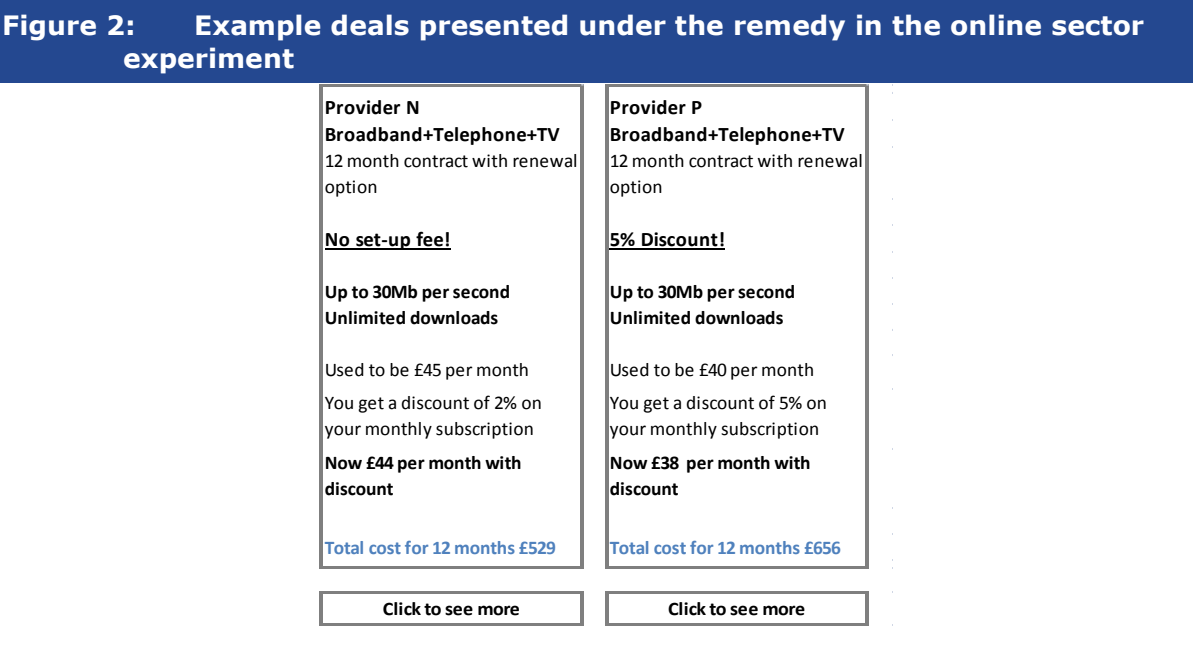 Figure 2: Example deals presented under the remedy in the online sector
experiment
Provider N
Broadband+Telephone+TV
12 month contract with renewal
option
No set-up fee!
Up to 30Mb per second
Unlimited downloads
Used to be £45 per month
You get a discount of 2% on
your monthly subscription
Now £44 per month with
discount
Total cost for 12 months £529
Click to see more
Provider P
Broadband+Telephone+TV
12 month contract with renewal
option
5% Discount!
Up to 30Mb per second
Unlimited downloads
Used to be £40 per month
You get a discount of 5% on
your monthly subscription
Now £38 per month with
discount
Total cost for 12 months £656
Click to see more